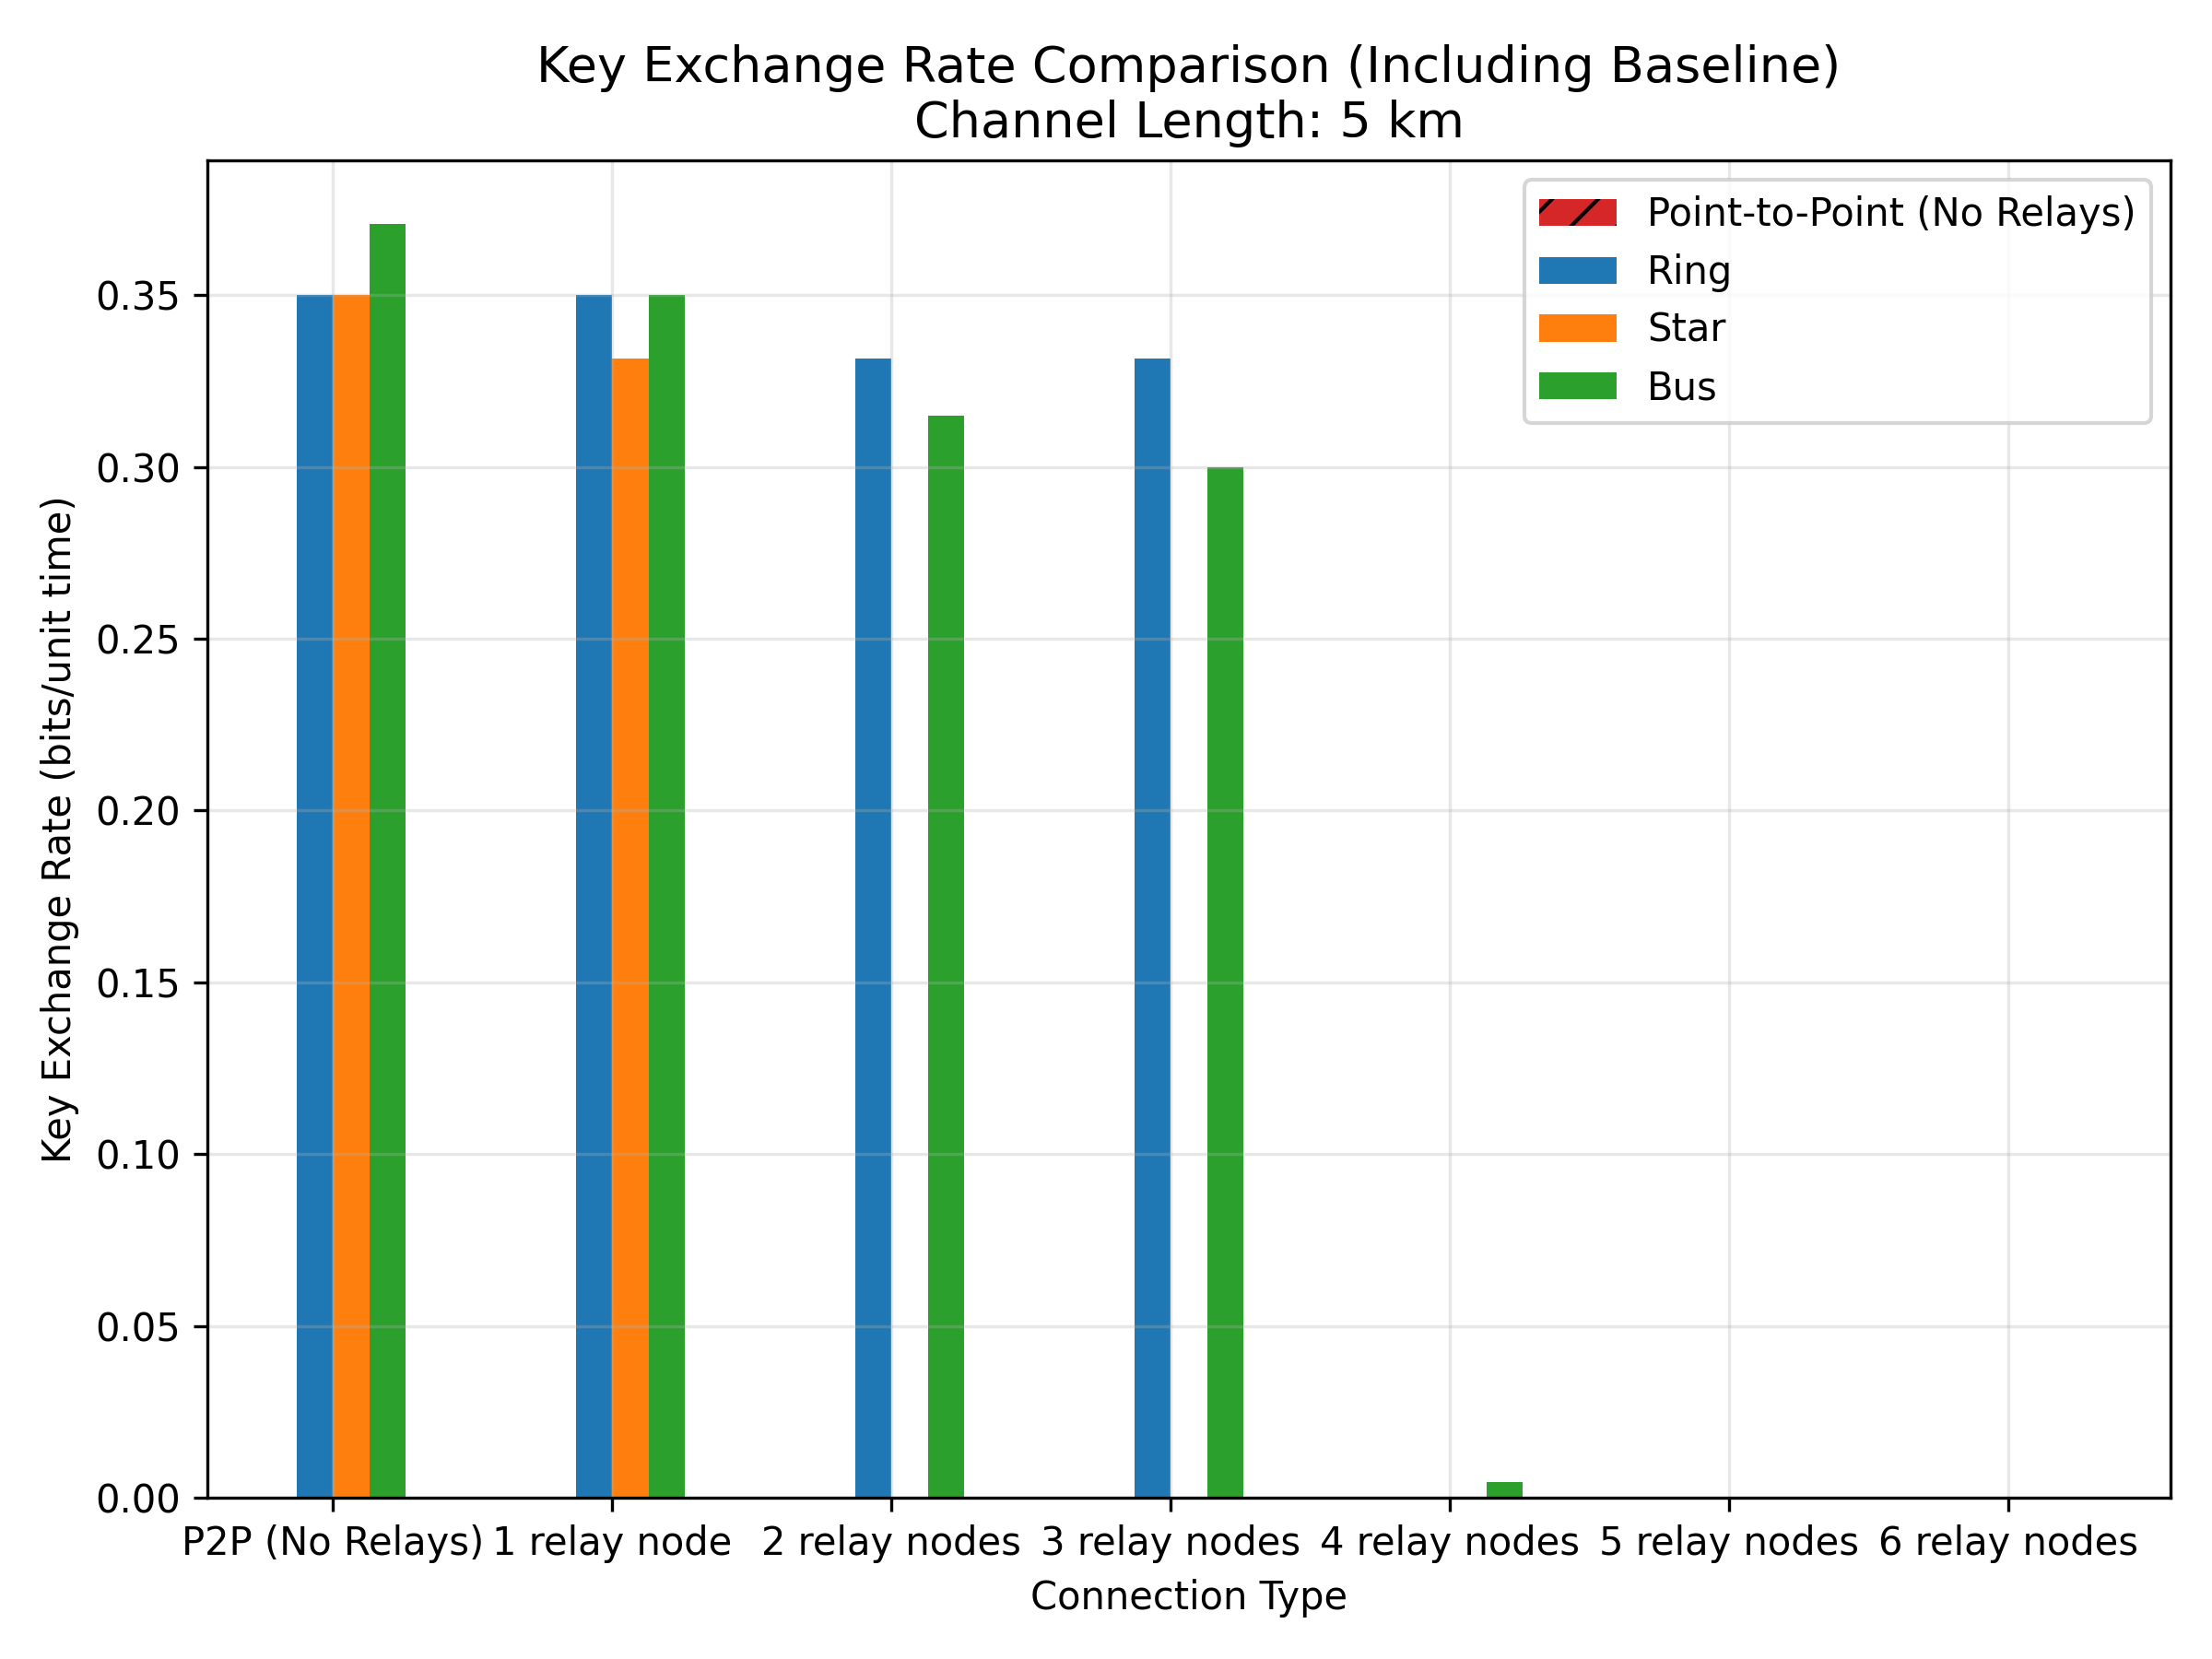 Key Exchange Rate Comparison (Including Baseline)
Channel Length: 5 km
Point-to-Point (No Relays)
Ring
Star
Bus
Key Exchange Rate (bits/unit time)
0.35
0.30
0.25
0.20
0.15
0.10
0.05
0.00
P2P (No Relays) 1 relay node 2 relay nodes 3 relay nodes 4 relay nodes 5 relay nodes 6 relay nodes
Connection Type